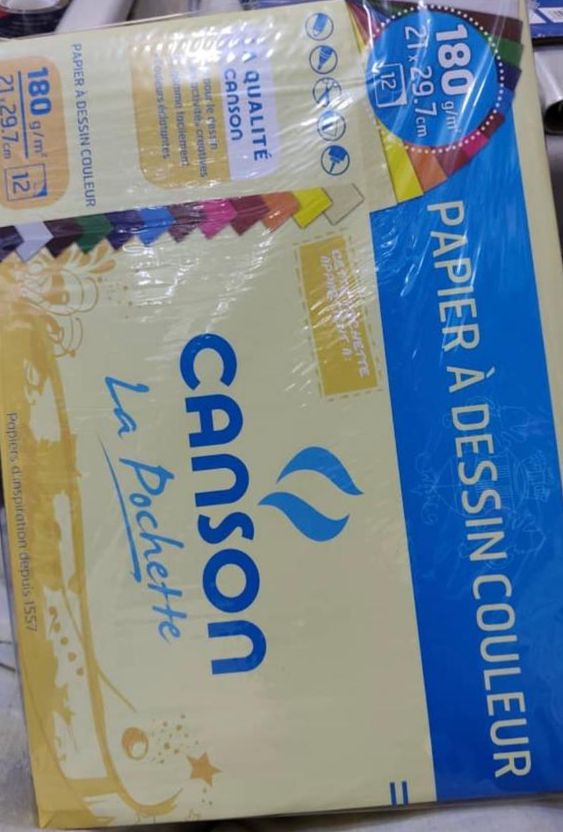 PAPIER À DESSIN COULEUR
180 g/m²
21 x 29.7 cm
12
LA QUALITÉ
CANSON
180 g/m²
21 x 29.7 cm
12
PAPIER À DESSIN COULEUR
CANSON
La Pochette
Papiers d'inspiration depuis 1557